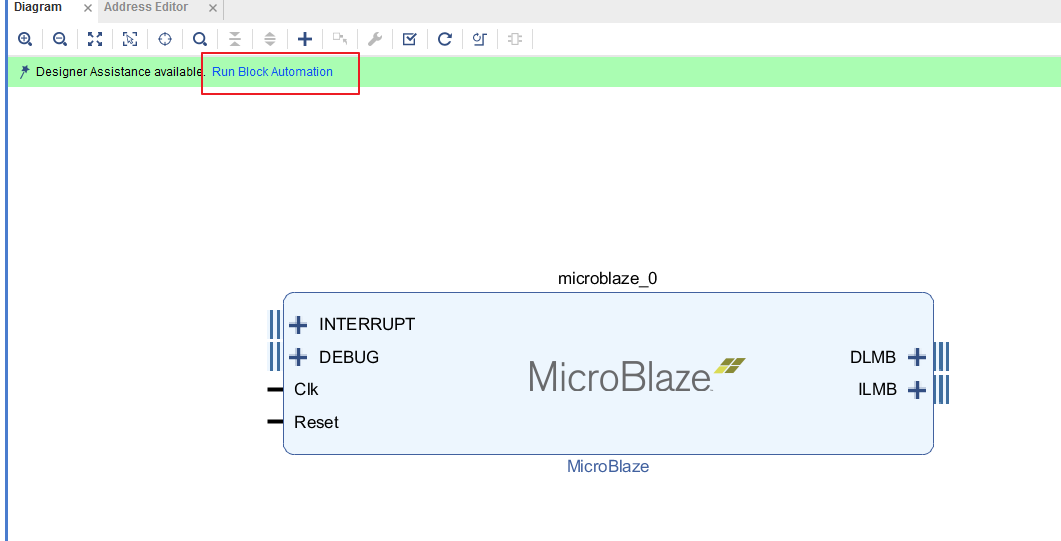 Diagram Address Editor
Designer Assistance available. Run Block Automation
microblaze_0
INTERRUPT
DEBUG
Clk
Reset
MicroBlaze
DLMB
ILMB
MicroBlaze